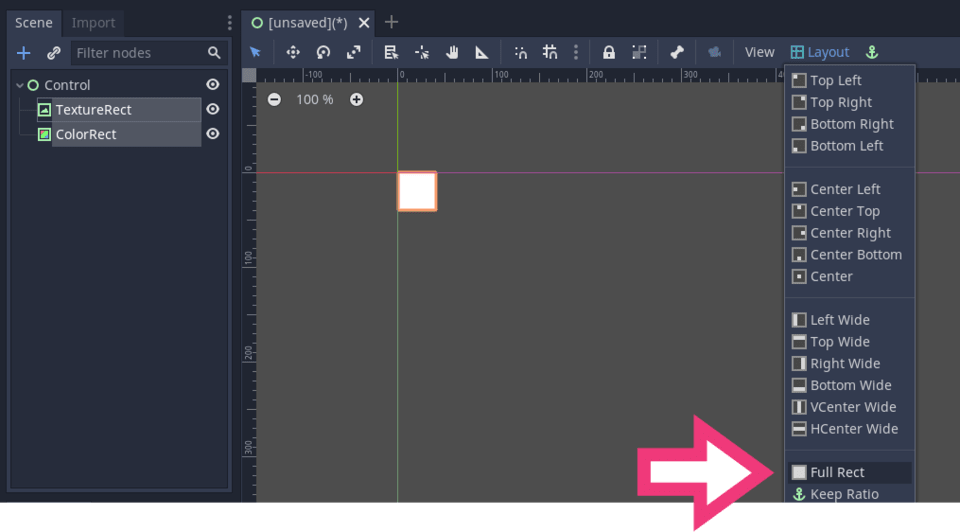 Scene Import
[unsaved](*)
Filter nodes
View Layout
Control
TextureRect
ColorRect
-100 0 100 200 300
100 %
0
100
200
300
Top Left
Top Right
Bottom Right
Bottom Left
Center Left
Center Top
Center Right
Center Bottom
Center
Left Wide
Top Wide
Right Wide
Bottom Wide
VCenter Wide
HCenter Wide
Full Rect
Keep Ratio